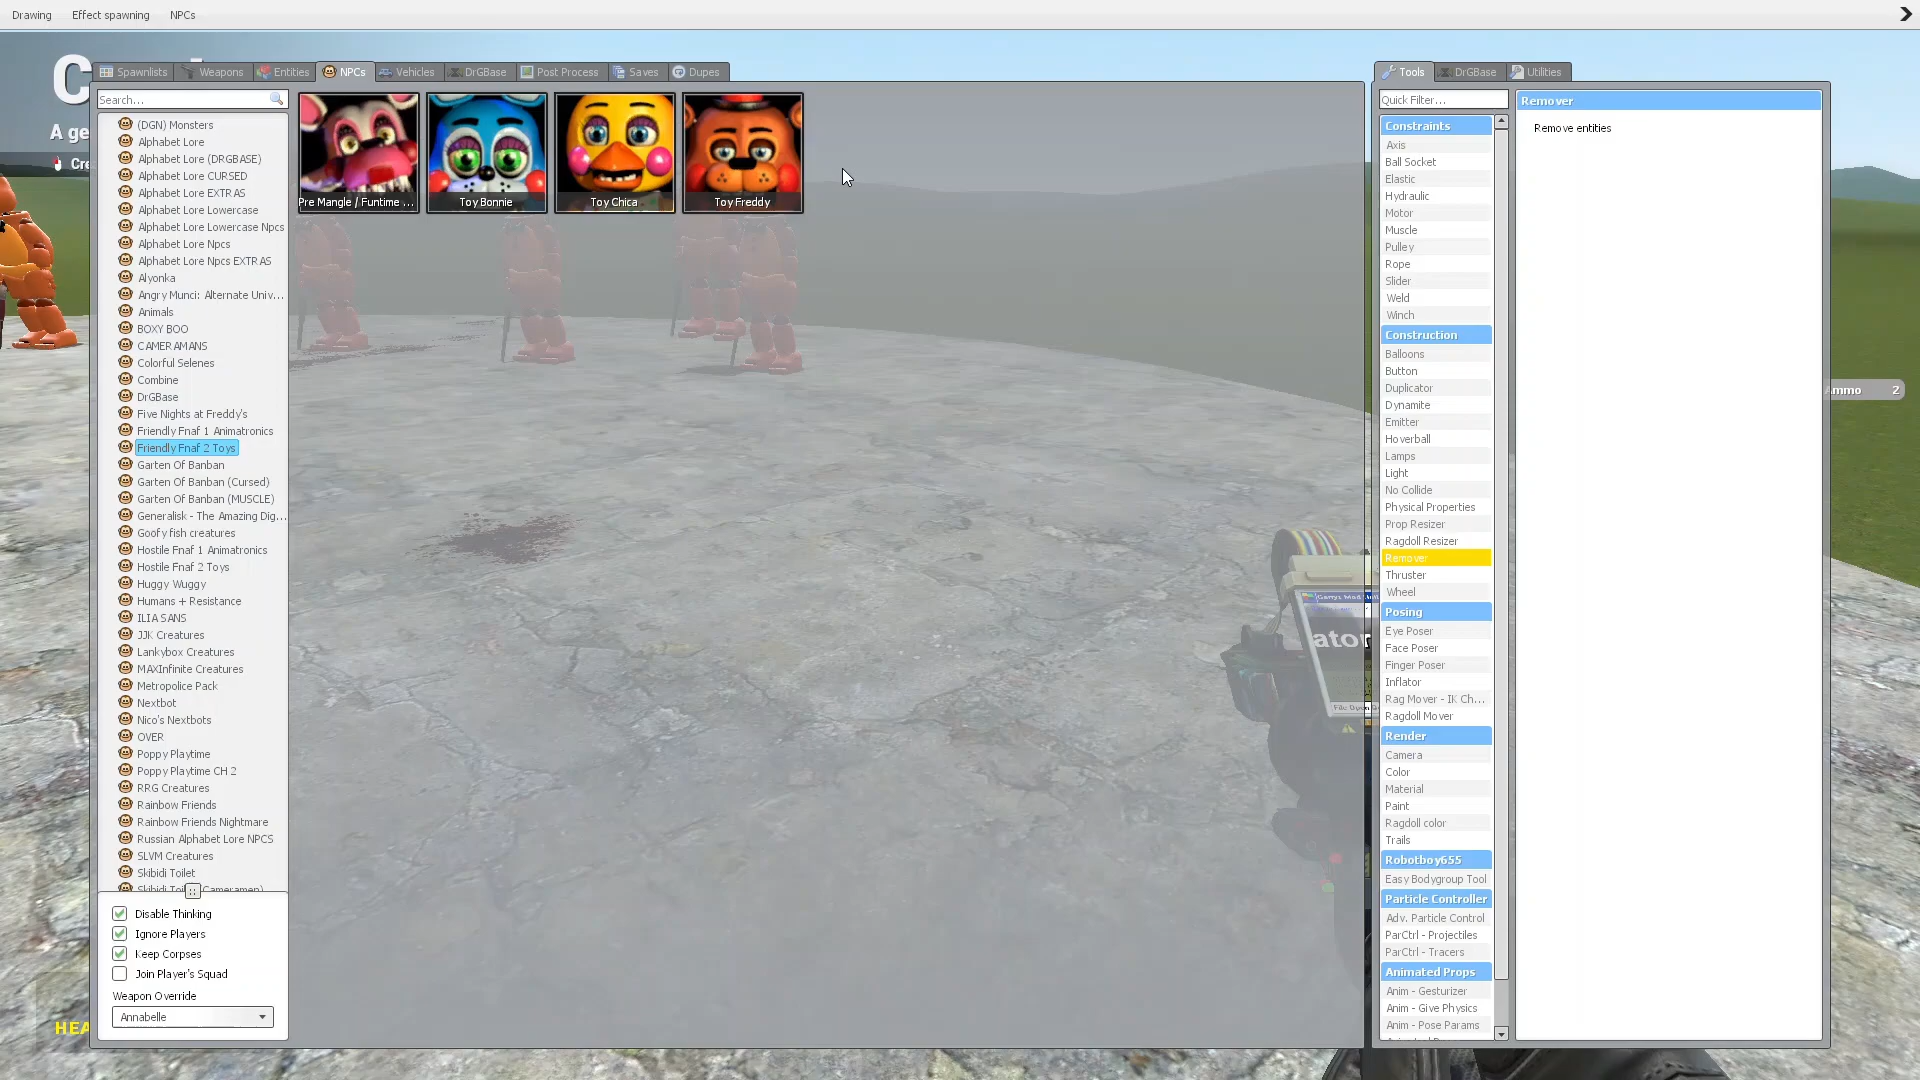 Drawing Effect spawning NPCs
Spawnlists Weapons Entities NPCs Vehicles DrGBase Post Process Saves Dupes
Tools DrGBase Utilities
A ge
Search...
(DGN) Monsters
Alphabet Lore
Alphabet Lore (DRGBASE)
Alphabet Lore CURSED
Alphabet Lore EXTRAS
Alphabet Lore Lowercase
Alphabet Lore Lowercase Npcs
Alphabet Lore Npcs
Alphabet Lore Npcs EXTRAS
Alyonka
Angry Munci: Alternate Univ...
Animals
BOXY BOO
CAMERAMANS
Colorful Selenes
Combine
DrGBase
Five Nights at Freddy's
Friendly Fnaf 1 Animatronics
Friendly Fnaf 2 Toys
Garten Of Banban
Garten Of Banban (Cursed)
Garten Of Banban (MUSCLE)
Generalisk - The Amazing Dig...
Goofy fish creatures
Hostile Fnaf 1 Animatronics
Hostile Fnaf 2 Toys
Huggy Wuggy
Humans + Resistance
ILIA SANS
JJK Creatures
Lankybox Creatures
MAXInfinite Creatures
Metropolice Pack
Nextbot
Nico's Nextbots
OVER
Poppy Playtime
Poppy Playtime CH 2
RRG Creatures
Rainbow Friends
Rainbow Friends Nightmare
Russian Alphabet Lore NPCS
SLVM Creatures
Skibidi Toilet
Disable Thinking
Ignore Players
Keep Corpses
Join Player's Squad
Weapon Override
Annabelle
HEA
Pre Mangle / Funtime ...
Toy Bonnie
Toy Chica
Toy Freddy
ator
Quick Filter...
Constraints
Axis
Ball Socket
Elastic
Hydraulic
Motor
Muscle
Pulley
Rope
Slider
Weld
Winch
Construction
Balloons
Button
Duplicator
Dynamite
Emitter
Hoverball
Lamps
Light
No Collide
Physical Properties
Prop Resizer
Ragdoll Resizer
Remover
Thruster
Wheel
Posing
Eye Poser
Face Poser
Finger Poser
Inflator
Rag Mover - IK Ch...
Ragdoll Mover
Render
Camera
Color
Material
Paint
Ragdoll color
Trails
Robotboy655
Easy Bodygroup Tool
Particle Controller
Adv. Particle Control
ParCtrl - Projectiles
ParCtrl - Tracers
Animated Props
Anim - Gesturizer
Anim - Give Physics
Anim - Pose Params
Remover
Remove entities
Ammo 2